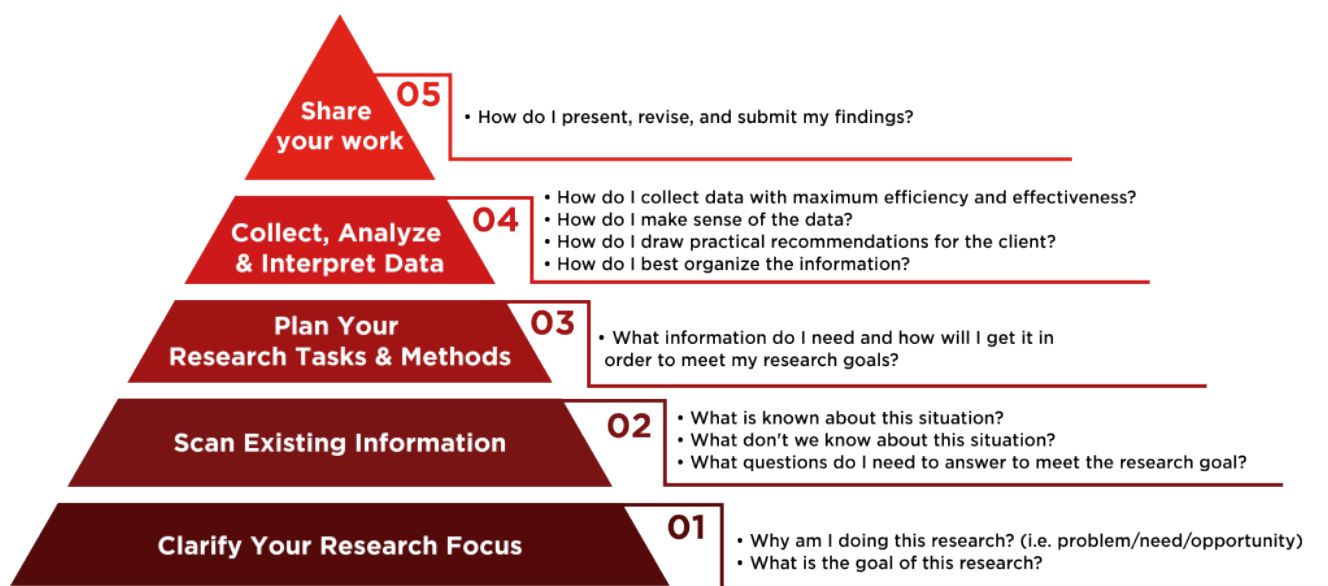 05
Share
your work
• How do I present, revise, and submit my findings?
04
Collect, Analyze
& Interpret Data
• How do I collect data with maximum efficiency and effectiveness?
• How do I make sense of the data?
• How do I draw practical recommendations for the client?
• How do I best organize the information?
03
Plan Your
Research Tasks & Methods
• What information do I need and how will I get it in
order to meet my research goals?
02
Scan Existing Information
• What is known about this situation?
• What don't we know about this situation?
• What questions do I need to answer to meet the research goal?
01
Clarify Your Research Focus
• Why am I doing this research? (i.e. problem/need/opportunity)
• What is the goal of this research?